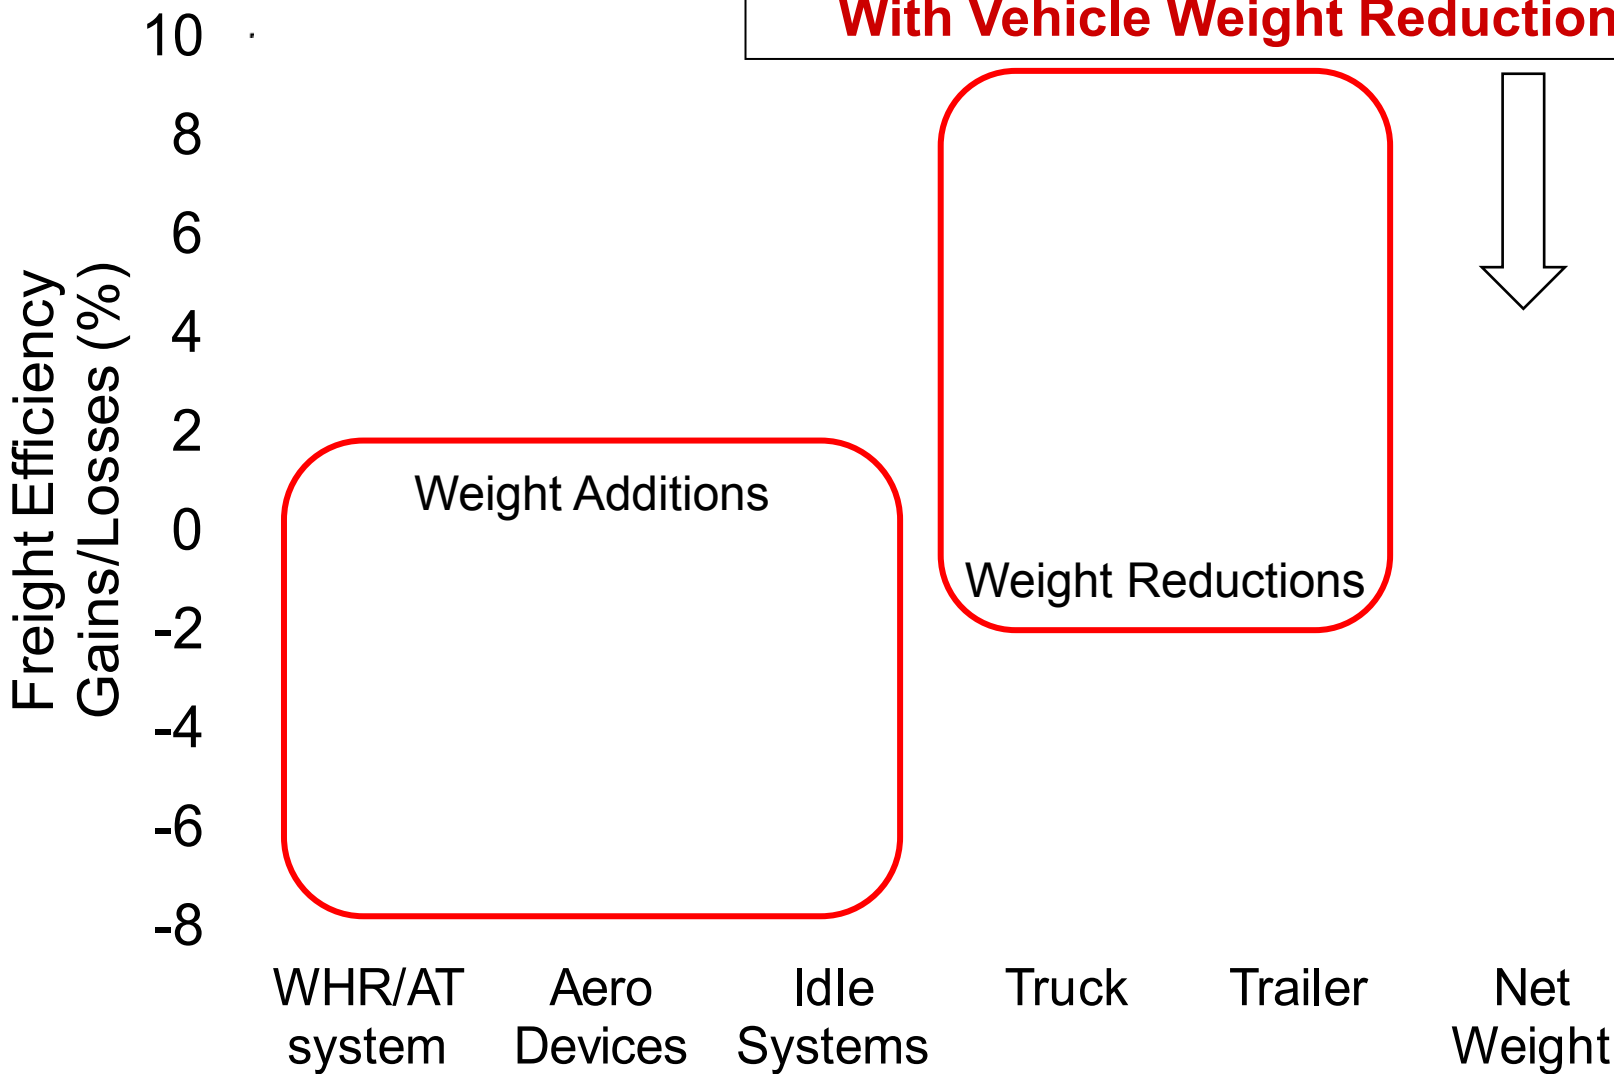 With Vehicle Weight Reduction
10
8
6
4
2
0
-2
-4
-6
-8
Freight Efficiency
Gains/Losses (%)
Weight Additions
Weight Reductions
WHR/AT
system
Aero
Devices
Idle
Systems
Truck
Trailer
Net
Weight